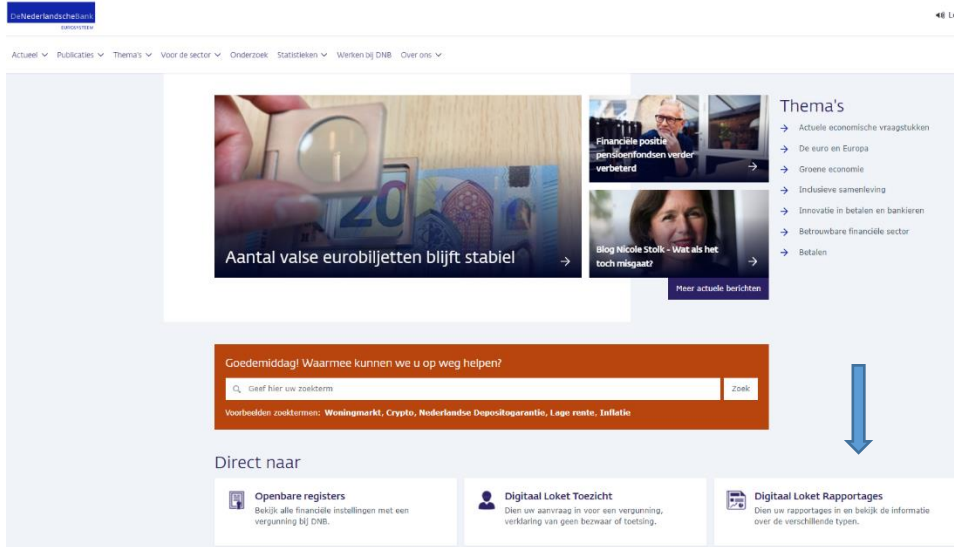 DeNederlandscheBank
EUROSYSTEEM
Actueel Publicaties Thema's Voor de sector Onderzoek Statistieken Werken bij DNB Over ons
Aantal valse eurobiljetten blijft stabiel
20
Financiële positie
pensioenfondsen verder
verbeterd
Blog Nicole Stolk - Wat als het
toch misgaat?
Meer actuele berichten
Thema's
Actuele economische vraagstukken
De euro en Europa
Groene economie
Inclusieve samenleving
Innovatie in betalen en bankieren
Betrouwbare financiële sector
Betalen
Goedemiddag! Waarmee kunnen we u op weg helpen?
Geef hier uw zoekterm
Zoek
Voorbeelden zoektermen: Woningmarkt, Crypto, Nederlandse Depositogarantie, Lage rente, Inflatie
Direct naar
Openbare registers
Bekijk alle financiële instellingen met een
vergunning bij DNB.
Digitaal Loket Toezicht
Dien uw aanvraag in voor een vergunning,
verklaring van geen bezwaar of toetsing.
Digitaal Loket Rapportages
Dien uw rapportages in en bekijk de informatie
over de verschillende typen.